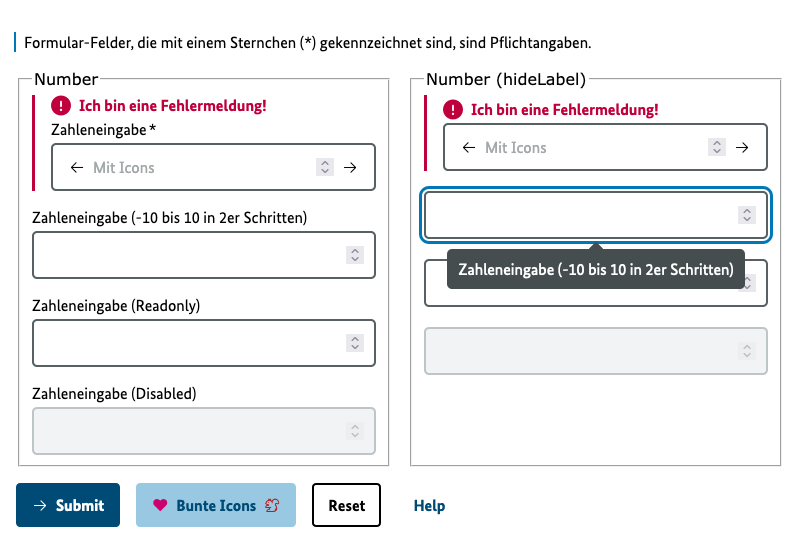 Formular-Felder, die mit einem Sternchen (*) gekennzeichnet sind, sind Pflichtangaben.
Number
Ich bin eine Fehlermeldung!
Zahleneingabe *
Mit Icons
Zahleneingabe (-10 bis 10 in 2er Schritten)
Zahleneingabe (Readonly)
Zahleneingabe (Disabled)
Number (hideLabel)
Ich bin eine Fehlermeldung!
Mit Icons
Zahleneingabe (-10 bis 10 in 2er Schritten)
Submit
Bunte Icons
Reset
Help